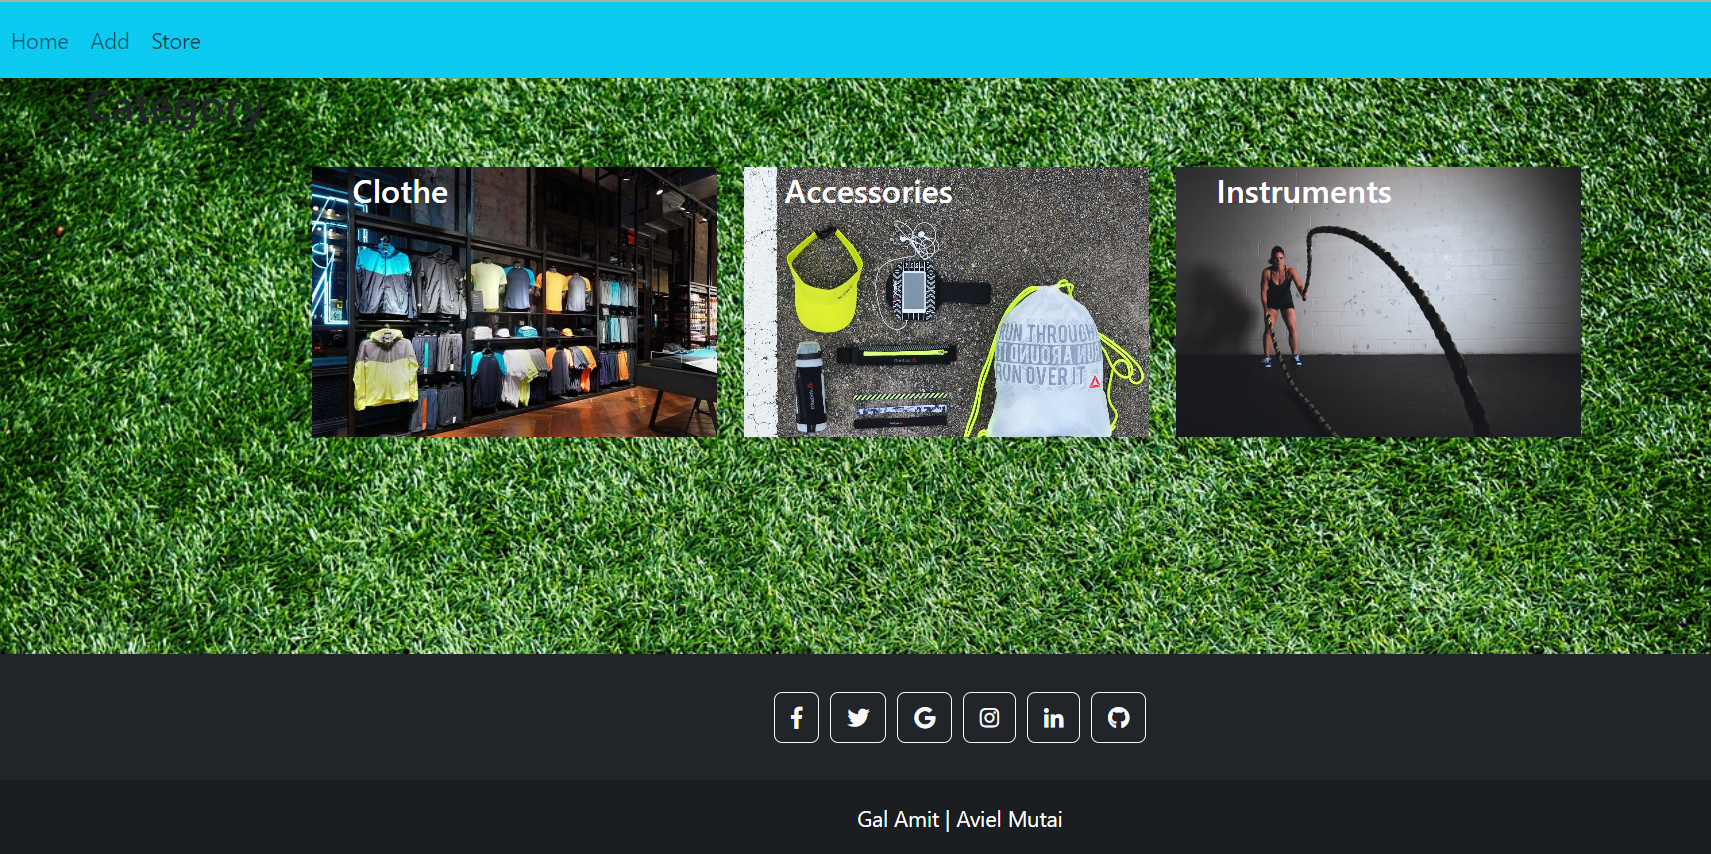 Home Add Store
Category
Clothe
Accessories
Instruments
RUN THROUGH
RUN AROUND IT
RUN OVER IT
Gal Amit | Aviel Mutai